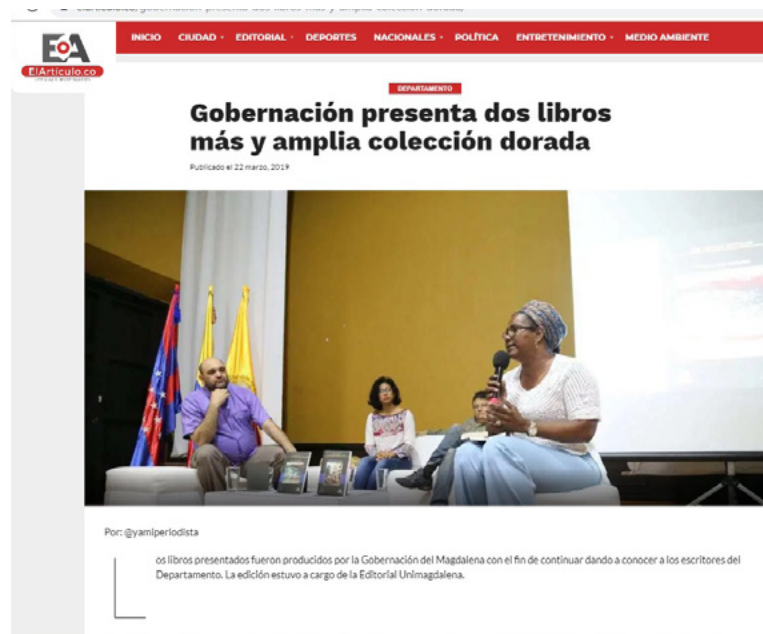 INICIO CIUDAD EDITORIAL DEPORTES NACIONALES POLÍTICA ENTRETENIMIENTO MEDIO AMBIENTE
EA
ElArtículo.co
DEPARTAMENTO
Gobernación presenta dos libros
más y amplia colección dorada
Publicado el 22 marzo, 2019
Por: @yamiperiodista
os libros presentados fueron producidos por la Gobernación del Magdalena con el fin de continuar dando a conocer a los escritores del
Departamento. La edición estuvo a cargo de la Editorial Unimagdalena.